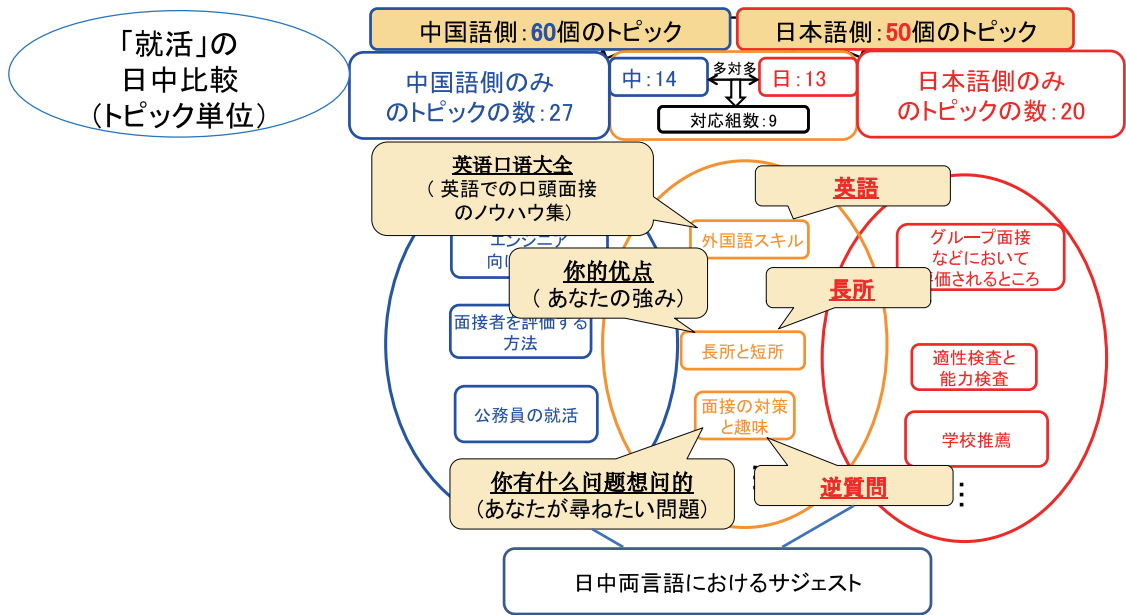 「就活」の
日中比較
(トピック単位)
中国語側：60個のトピック
日本語側：50個のトピック
中国語側のみ
のトピックの数：27
中：14
多対多
日：13
対応組数：9
日本語側のみ
のトピックの数：20
英语口语大全
( 英語での口頭面接
のノウハウ集)
英語
エンジニア
向け
外国語スキル
グループ面接
などにおいて
評価されるところ
你的优点
( あなたの強み)
長所
面接者を評価する
方法
長所と短所
適性検査と
能力検査
公務員の就活
面接の対策
と趣味
学校推薦
你有什么问题想问的
(あなたが尋ねたい問題)
逆質問
日中両言語におけるサジェスト